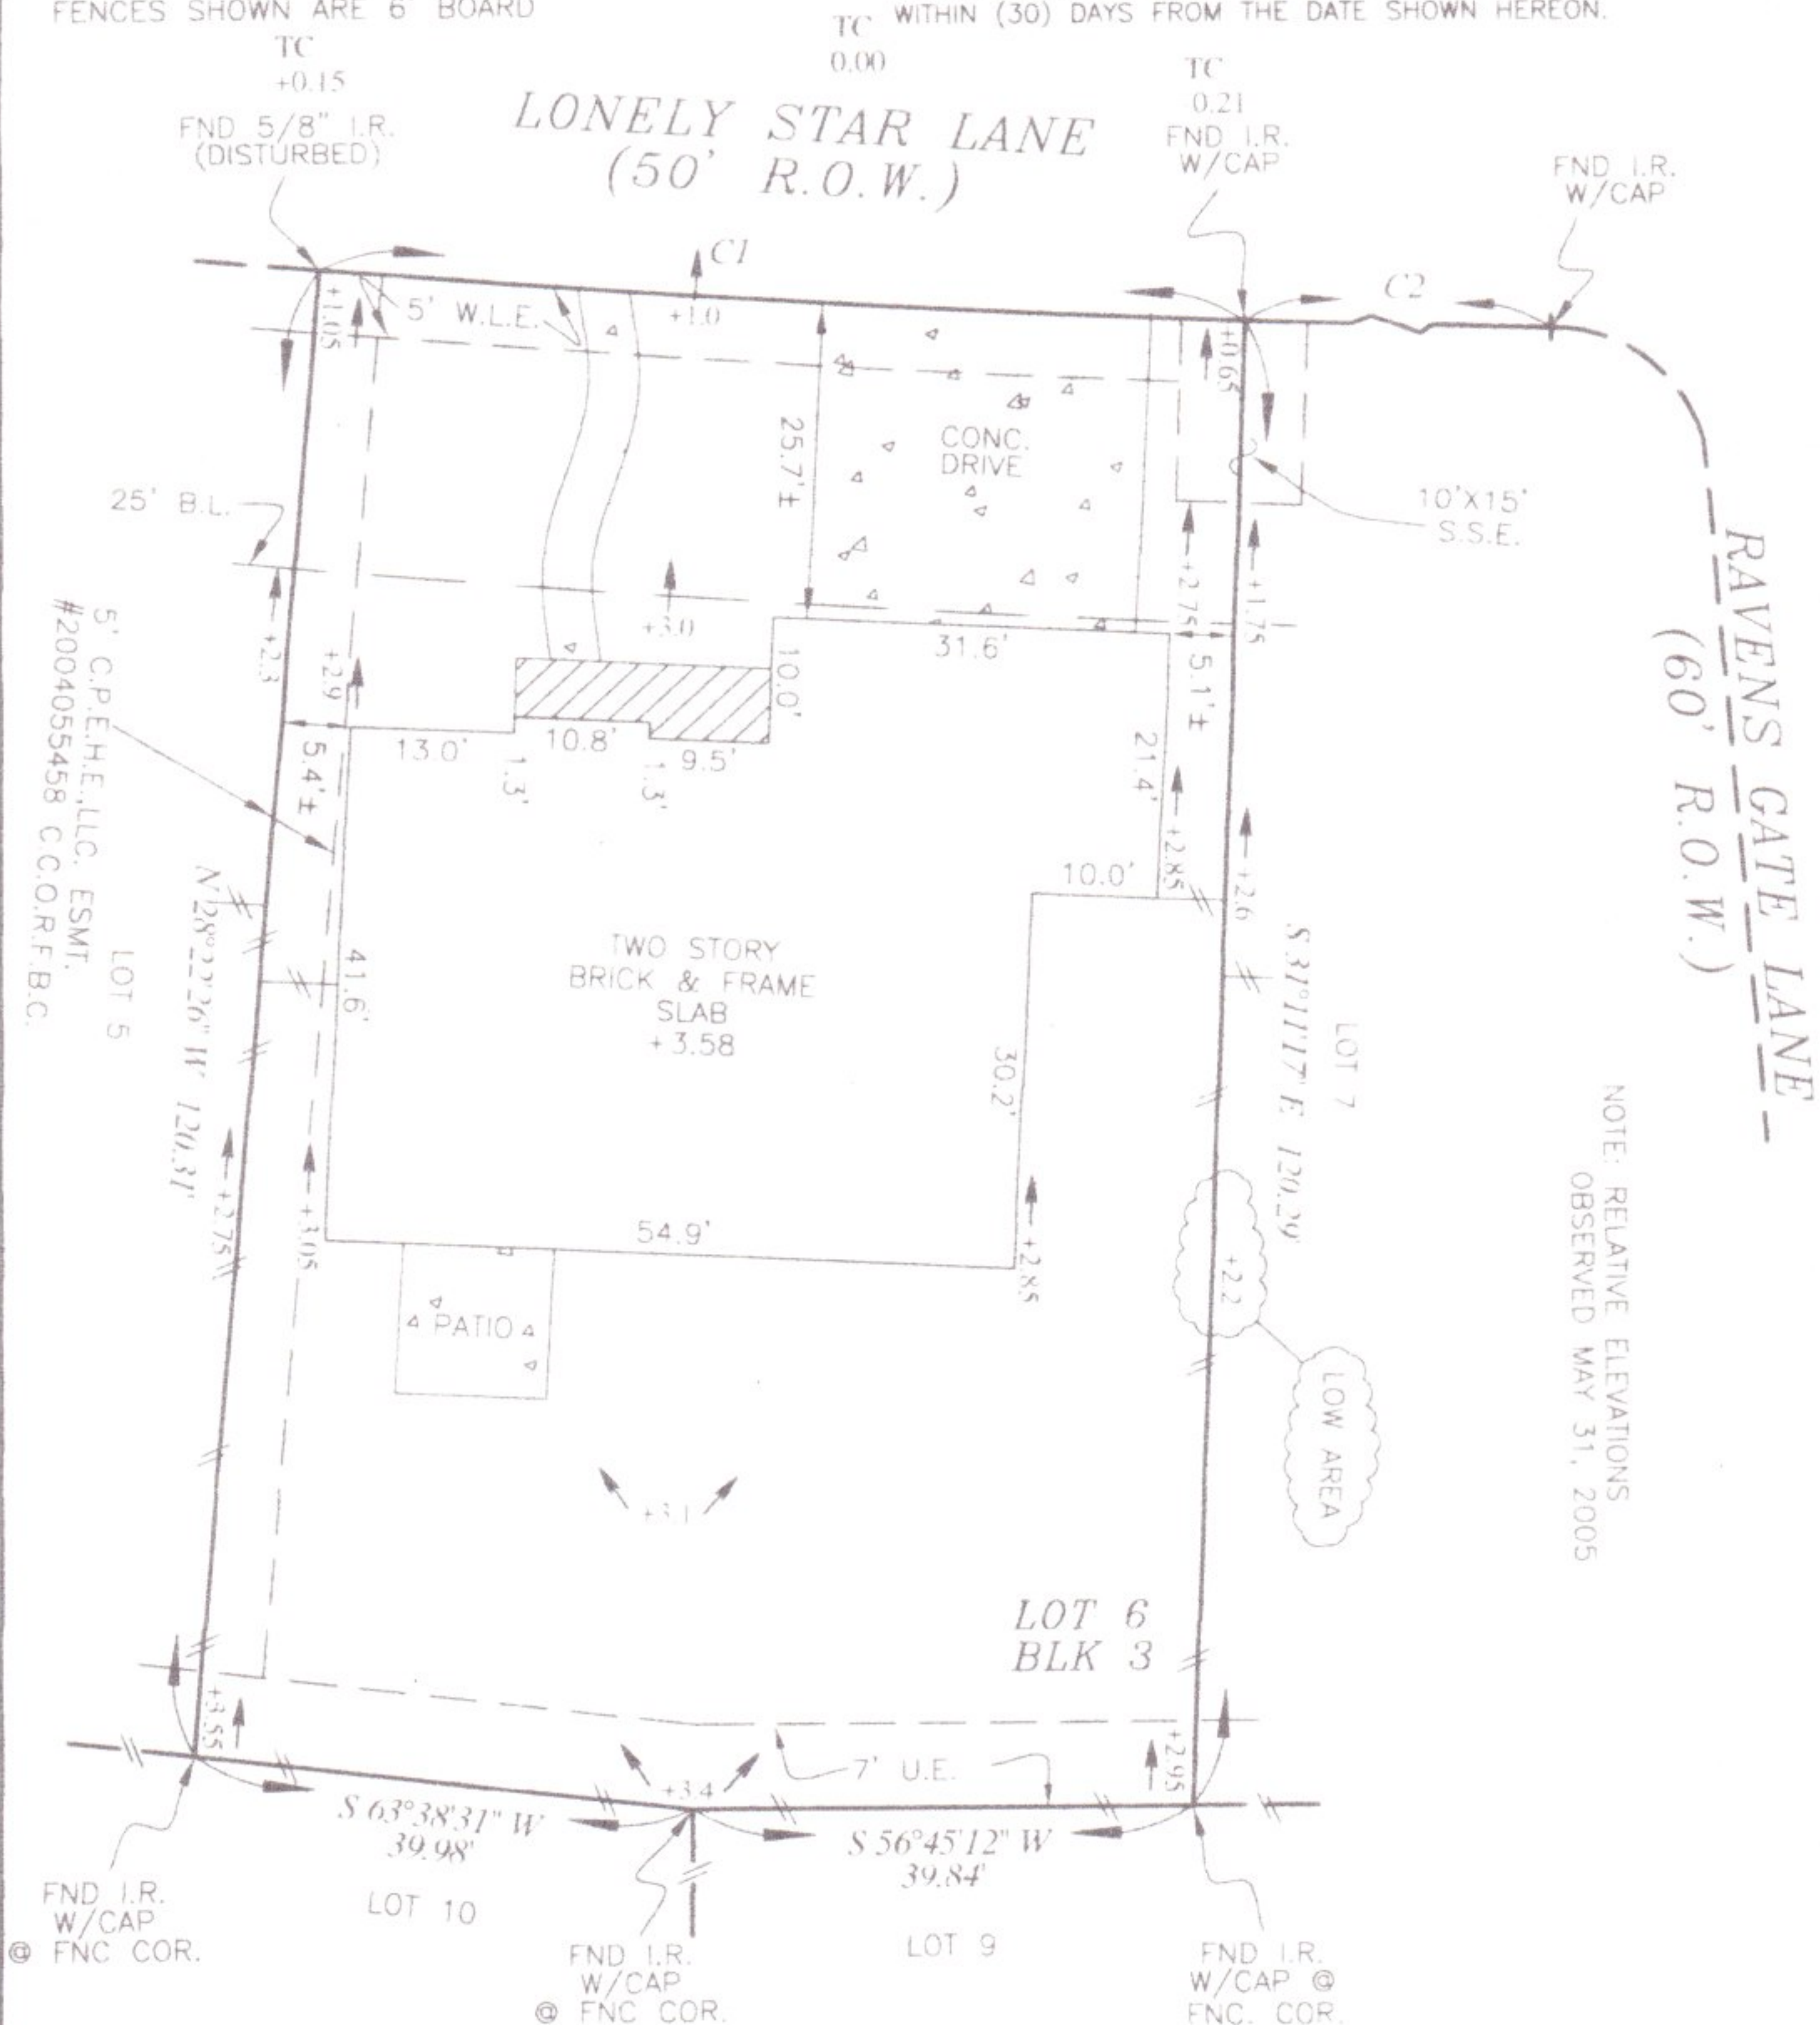 FENCES SHOWN ARE 6' BOARD
WITHIN (30) DAYS FROM THE DATE SHOWN HEREON.
TC
+0.15
TC
0.00
TC
0.21
FND 5/8" I.R.
(DISTURBED)
LONELY STAR LANE
(50' R.O.W.)
FND I.R.
W/CAP
FND I.R.
W/CAP
C1
C2
5' W.L.E.
+1.05
+1.0
+0.65
25.7'±
CONC.
DRIVE
10'X15'
S.S.E.
25' B.L.
RAVENS GATE LANE
(60' R.O.W.)
+2.3
+2.9
+3.0
+2.75
+1.75
31.6'
10.0'
5.1'±
5' C.P.E.H.E.,LLC. ESMT.
#2004055458 C.C.O.R.F.B.C.
5.4'±
13.0'
1.3'
10.8'
1.3'
9.5'
21.4'
+2.85
+2.6
10.0'
N 28°22'26" W 120.31'
LOT 5
41.6'
TWO STORY
BRICK & FRAME
SLAB
+3.58
30.2'
S 31°11'17" E 120.29'
LOT 7
NOTE: RELATIVE ELEVATIONS
OBSERVED MAY 31, 2005
+2.75
+3.05
54.9'
+2.85
+2.2
LOW AREA
PATIO
+3.1
LOT 6
BLK 3
+3.55
+3.4
7' U.E.
+2.95
S 63°38'31" W
39.98'
S 56°45'12" W
39.84'
FND I.R.
W/CAP
@ FNC COR.
LOT 10
FND I.R.
W/CAP
@ FNC COR.
LOT 9
FND I.R.
W/CAP @
FNC. COR.